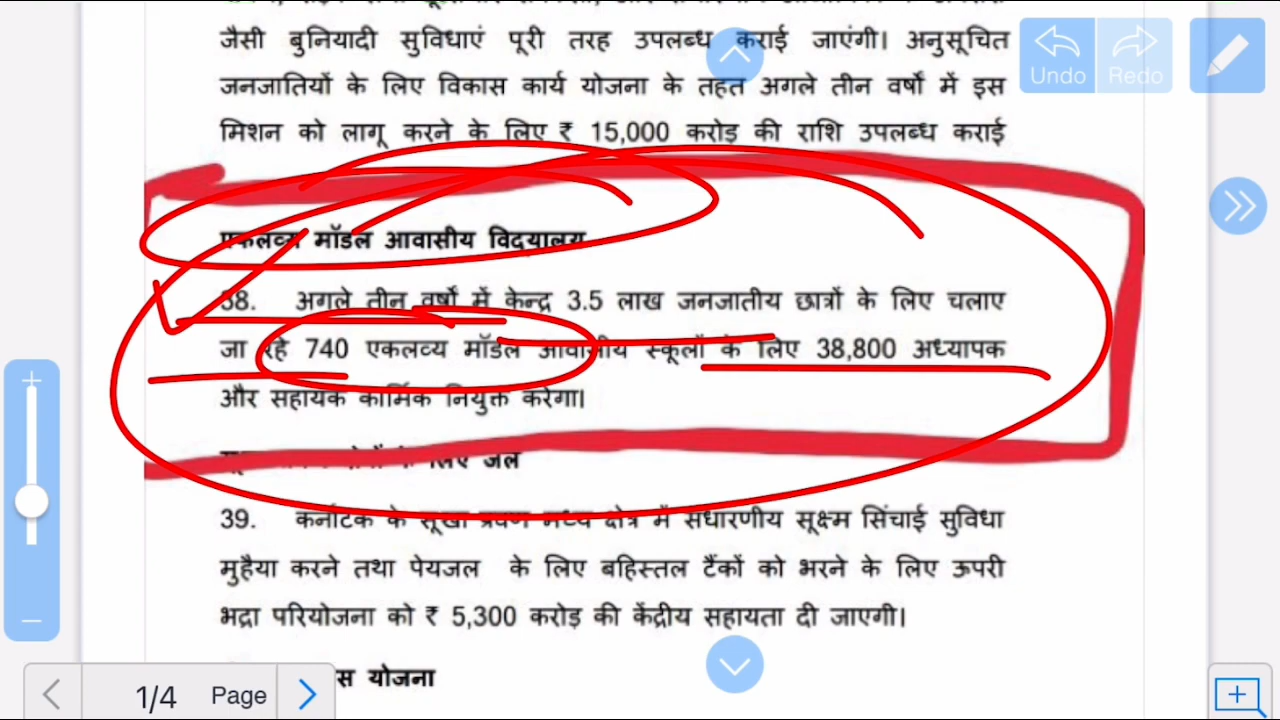 जैसी बुनियादी सुविधाएं पूरी तरह उपलब्ध कराई जाएंगी। अनुसूचित
जनजातियों के लिए विकास कार्य योजना के तहत अगले तीन वर्षों में इस
मिशन को लागू करने के लिए ₹ 15,000 करोड़ की राशि उपलब्ध कराई
एकलव्य मॉडल आवासीय विद्यालय
38. अगले तीन वर्षों में केन्द्र 3.5 लाख जनजातीय छात्रों के लिए चलाए
जा रहे 740 एकलव्य मॉडल आवासीय स्कूलों के लिए 38,800 अध्यापक
और सहायक कार्मिक नियुक्त करेगा।
के लिए जल
39. कर्नाटक के सूखा प्रवण मध्य क्षेत्र में संधारणीय सूक्ष्म सिंचाई सुविधा
मुहैया करने तथा पेयजल के लिए बहिस्तल टैंकों को भरने के लिए ऊपरी
भद्रा परियोजना को ₹ 5,300 करोड़ की केंद्रीय सहायता दी जाएगी।
स योजना
Undo Redo
1/4 Page